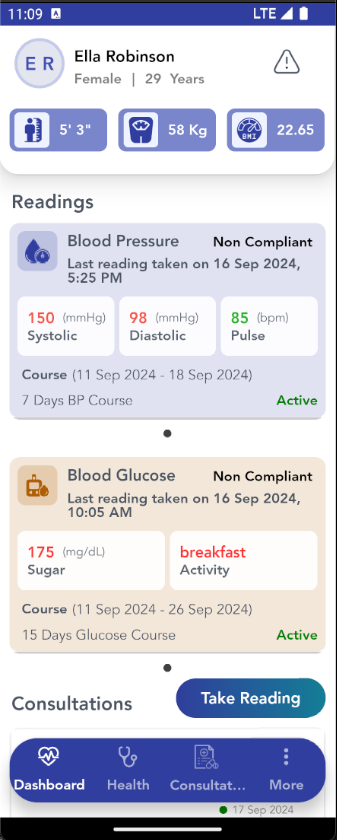 11:09 A LTE
E R
Ella Robinson
Female | 29 Years
5' 3"
58 Kg
BMI
22.65
Readings
Blood Pressure Non Compliant
Last reading taken on 16 Sep 2024,
5:25 PM
150 (mmHg) 98 (mmHg) 85 (bpm)
Systolic Diastolic Pulse
Course (11 Sep 2024 - 18 Sep 2024)
7 Days BP Course Active
Blood Glucose Non Compliant
Last reading taken on 16 Sep 2024,
10:05 AM
175 (mg/dL) breakfast
Sugar Activity
Course (11 Sep 2024 - 26 Sep 2024)
15 Days Glucose Course Active
Consultations Take Reading
Dashboard Health Consultat... More
17 Sep 2024